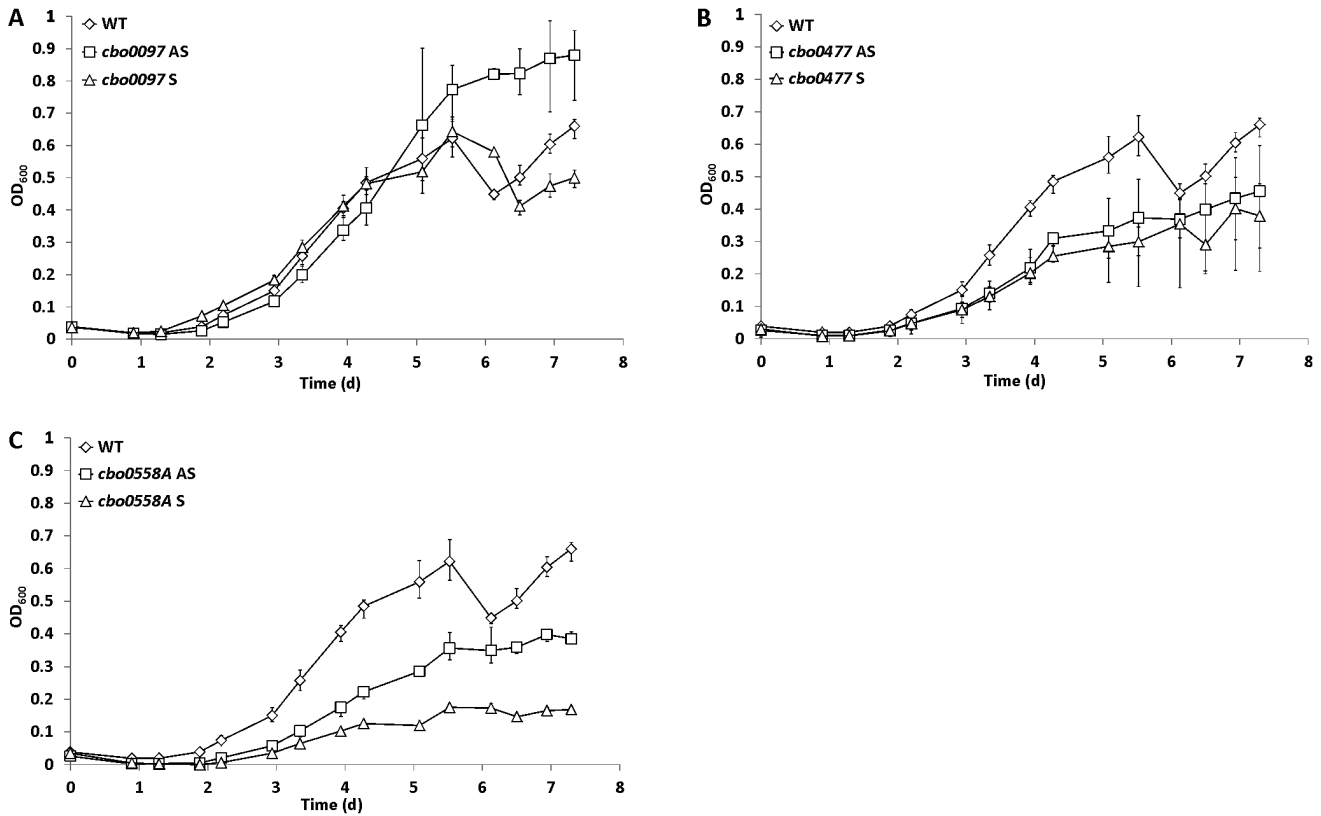 A
WT
cbo0097 AS
cbo0097 S
1
0.9
0.8
0.7
0.6
0.5
0.4
0.3
0.2
0.1
0
OD600
0 1 2 3 4 5 6 7 8
Time (d)
B
WT
cbo0477 AS
cbo0477 S
1
0.9
0.8
0.7
0.6
0.5
0.4
0.3
0.2
0.1
0
OD600
0 1 2 3 4 5 6 7 8
Time (d)
C
WT
cbo0558A AS
cbo0558A S
1
0.9
0.8
0.7
0.6
0.5
0.4
0.3
0.2
0.1
0
OD600
0 1 2 3 4 5 6 7 8
Time (d)